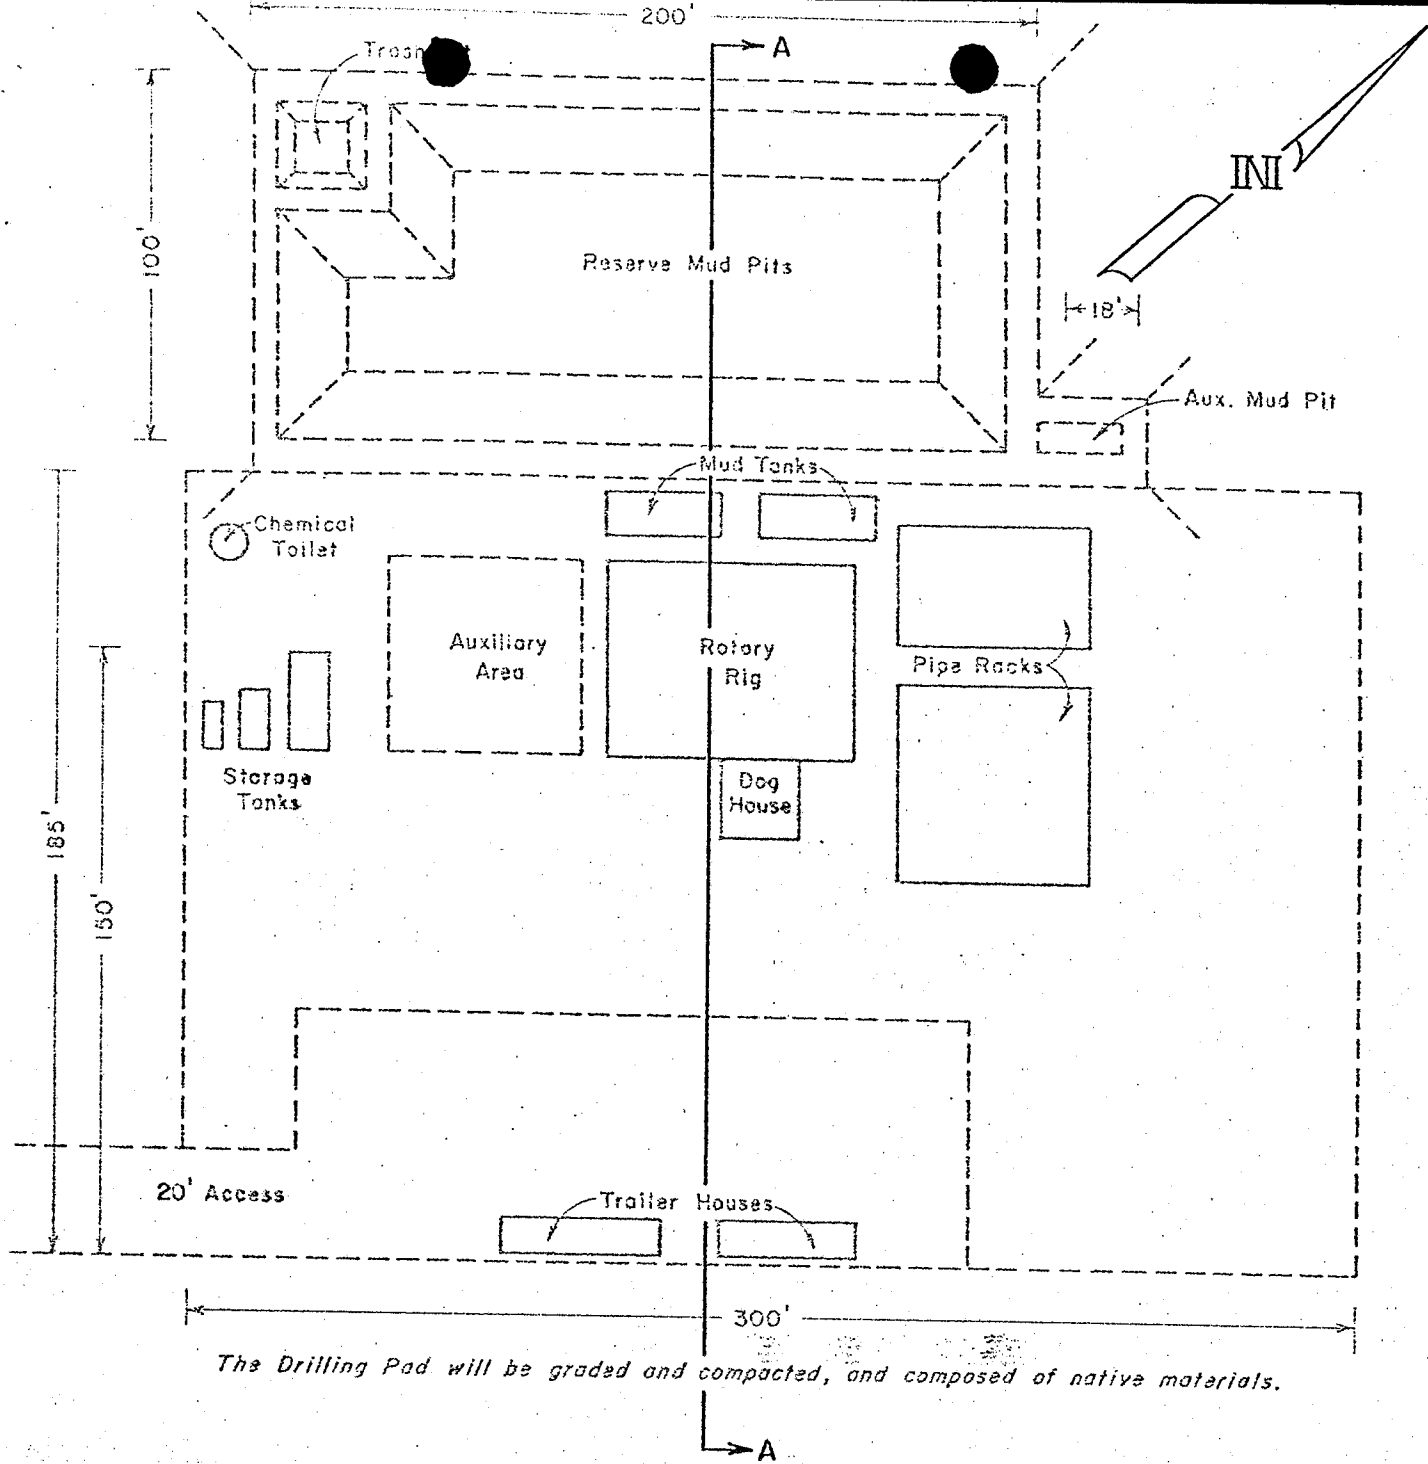 200'
A
100'
Reserve Mud Pits
N
18'
Aux. Mud Pit
Mud Tanks
Chemical
Toilet
Auxiliary
Area
Rotary
Rig
Pipe Racks
Storage
Tanks
Dog
House
185'
150'
20' Access
Trailer Houses
300'
The Drilling Pad will be graded and compacted, and composed of native materials.
A